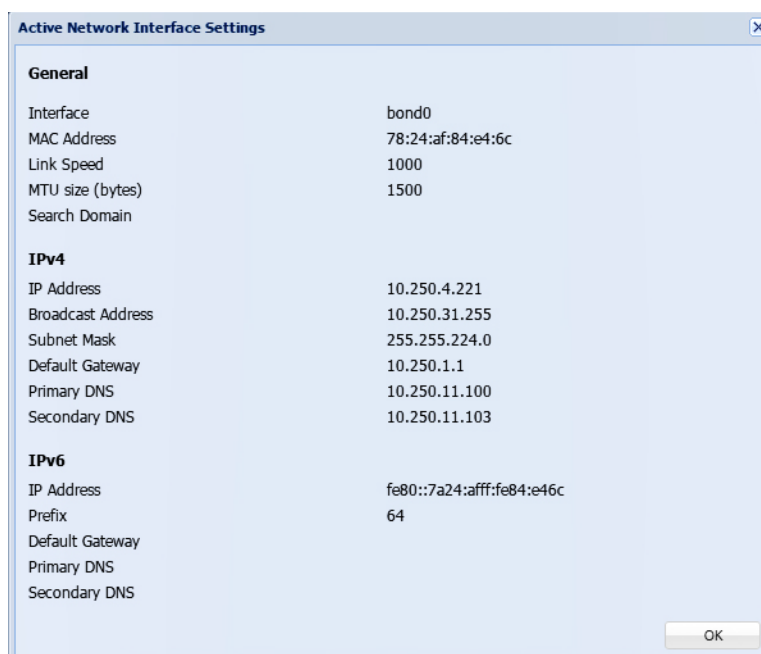 Active Network Interface Settings
General
Interface bond0
MAC Address 78:24:af:84:e4:6c
Link Speed 1000
MTU size (bytes) 1500
Search Domain
IPv4
IP Address 10.250.4.221
Broadcast Address 10.250.31.255
Subnet Mask 255.255.224.0
Default Gateway 10.250.1.1
Primary DNS 10.250.11.100
Secondary DNS 10.250.11.103
IPv6
IP Address fe80::7a24:afff:fe84:e46c
Prefix 64
Default Gateway
Primary DNS
Secondary DNS
OK